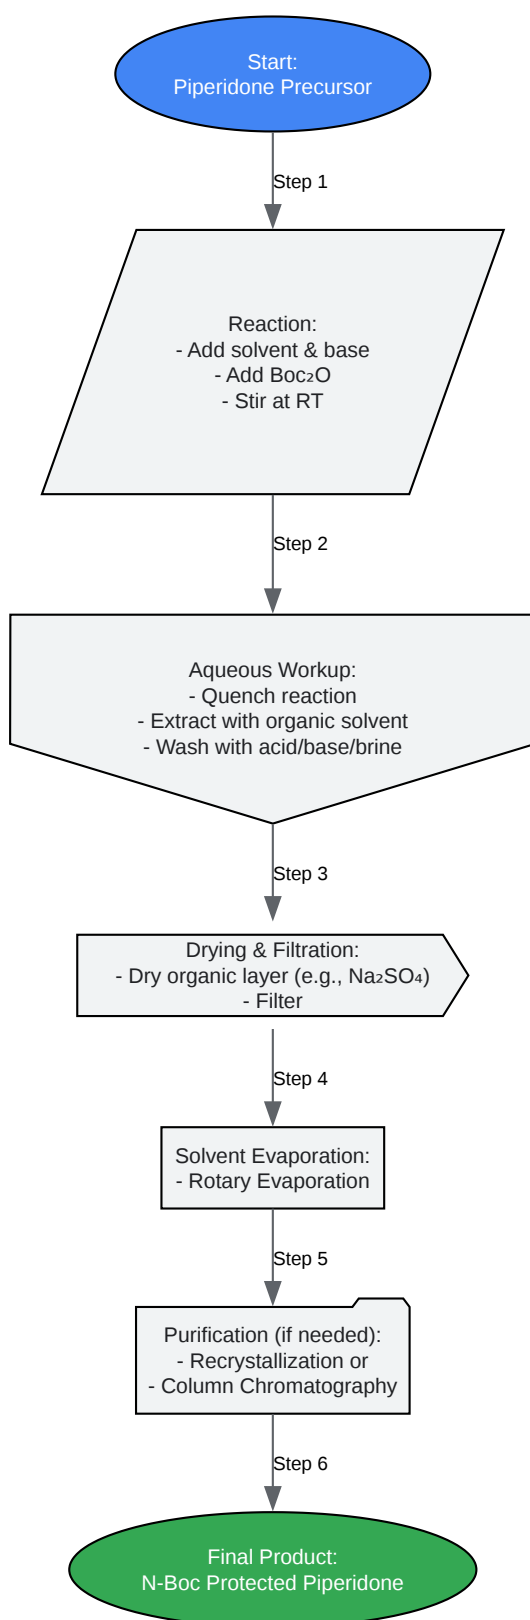 Start:
Piperidone Precursor
Step 1
Reaction:
- Add solvent & base
- Add Boc₂O
- Stir at RT
Step 2
Aqueous Workup:
- Quench reaction
- Extract with organic solvent
- Wash with acid/base/brine
Step 3
Drying & Filtration:
- Dry organic layer (e.g., Na₂SO₄)
- Filter
Step 4
Solvent Evaporation:
- Rotary Evaporation
Step 5
Purification (if needed):
- Recrystallization or
- Column Chromatography
Step 6
Final Product:
N-Boc Protected Piperidone